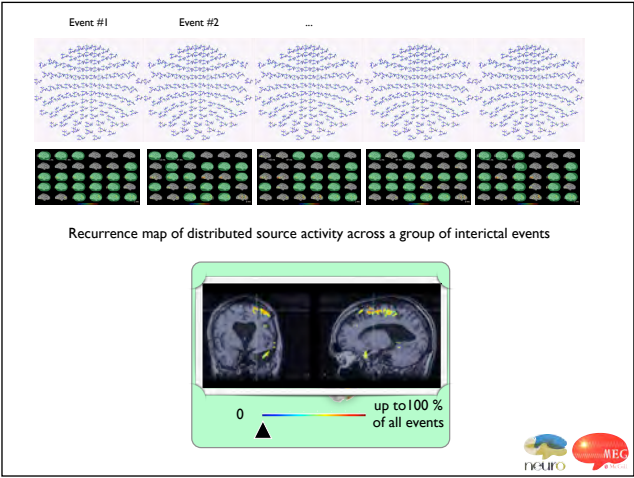 Event #1 Event #2 ...
Recurrence map of distributed source activity across a group of interictal events
0 up to100 %
of all events
neuro MEG
@ McGill